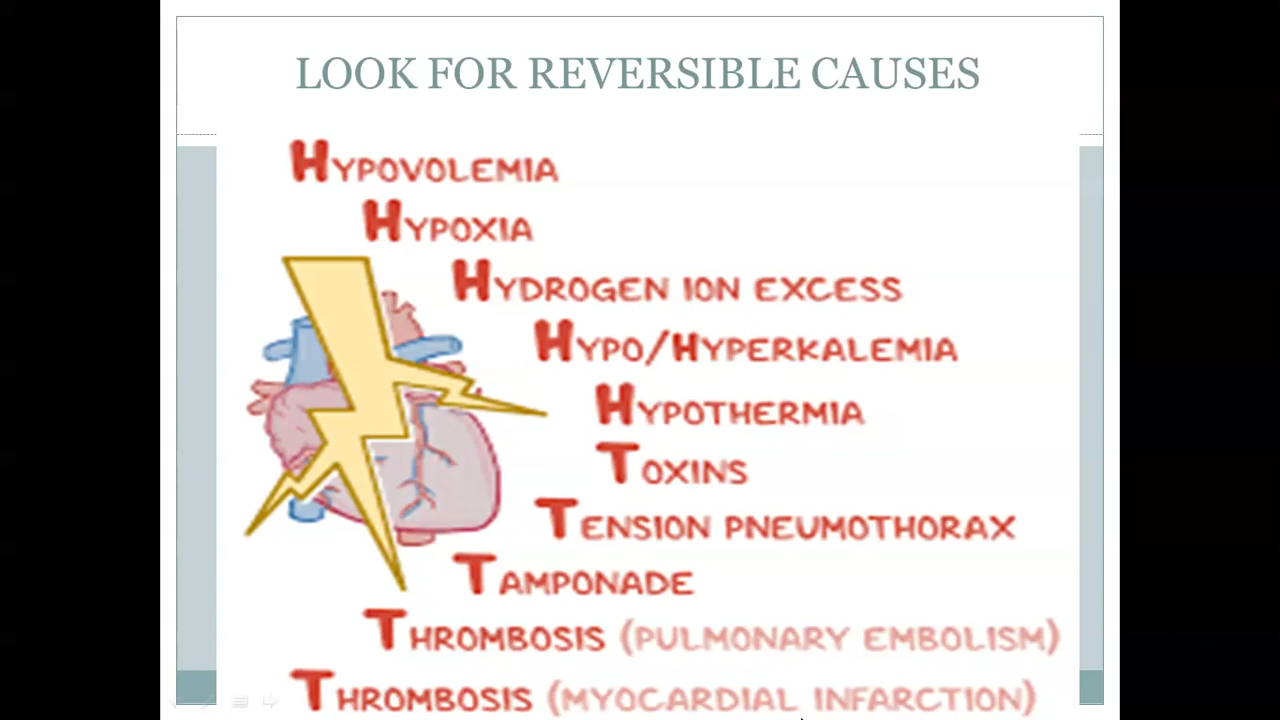 LOOK FOR REVERSIBLE CAUSES
HYPOVOLEMIA
HYPOXIA
HYDROGEN ION EXCESS
HYPO/HYPERKALEMIA
HYPOTHERMIA
TOXINS
TENSION PNEUMOTHORAX
TAMPONADE
THROMBOSIS (PULMONARY EMBOLISM)
THROMBOSIS (MYOCARDIAL INFARCTION)